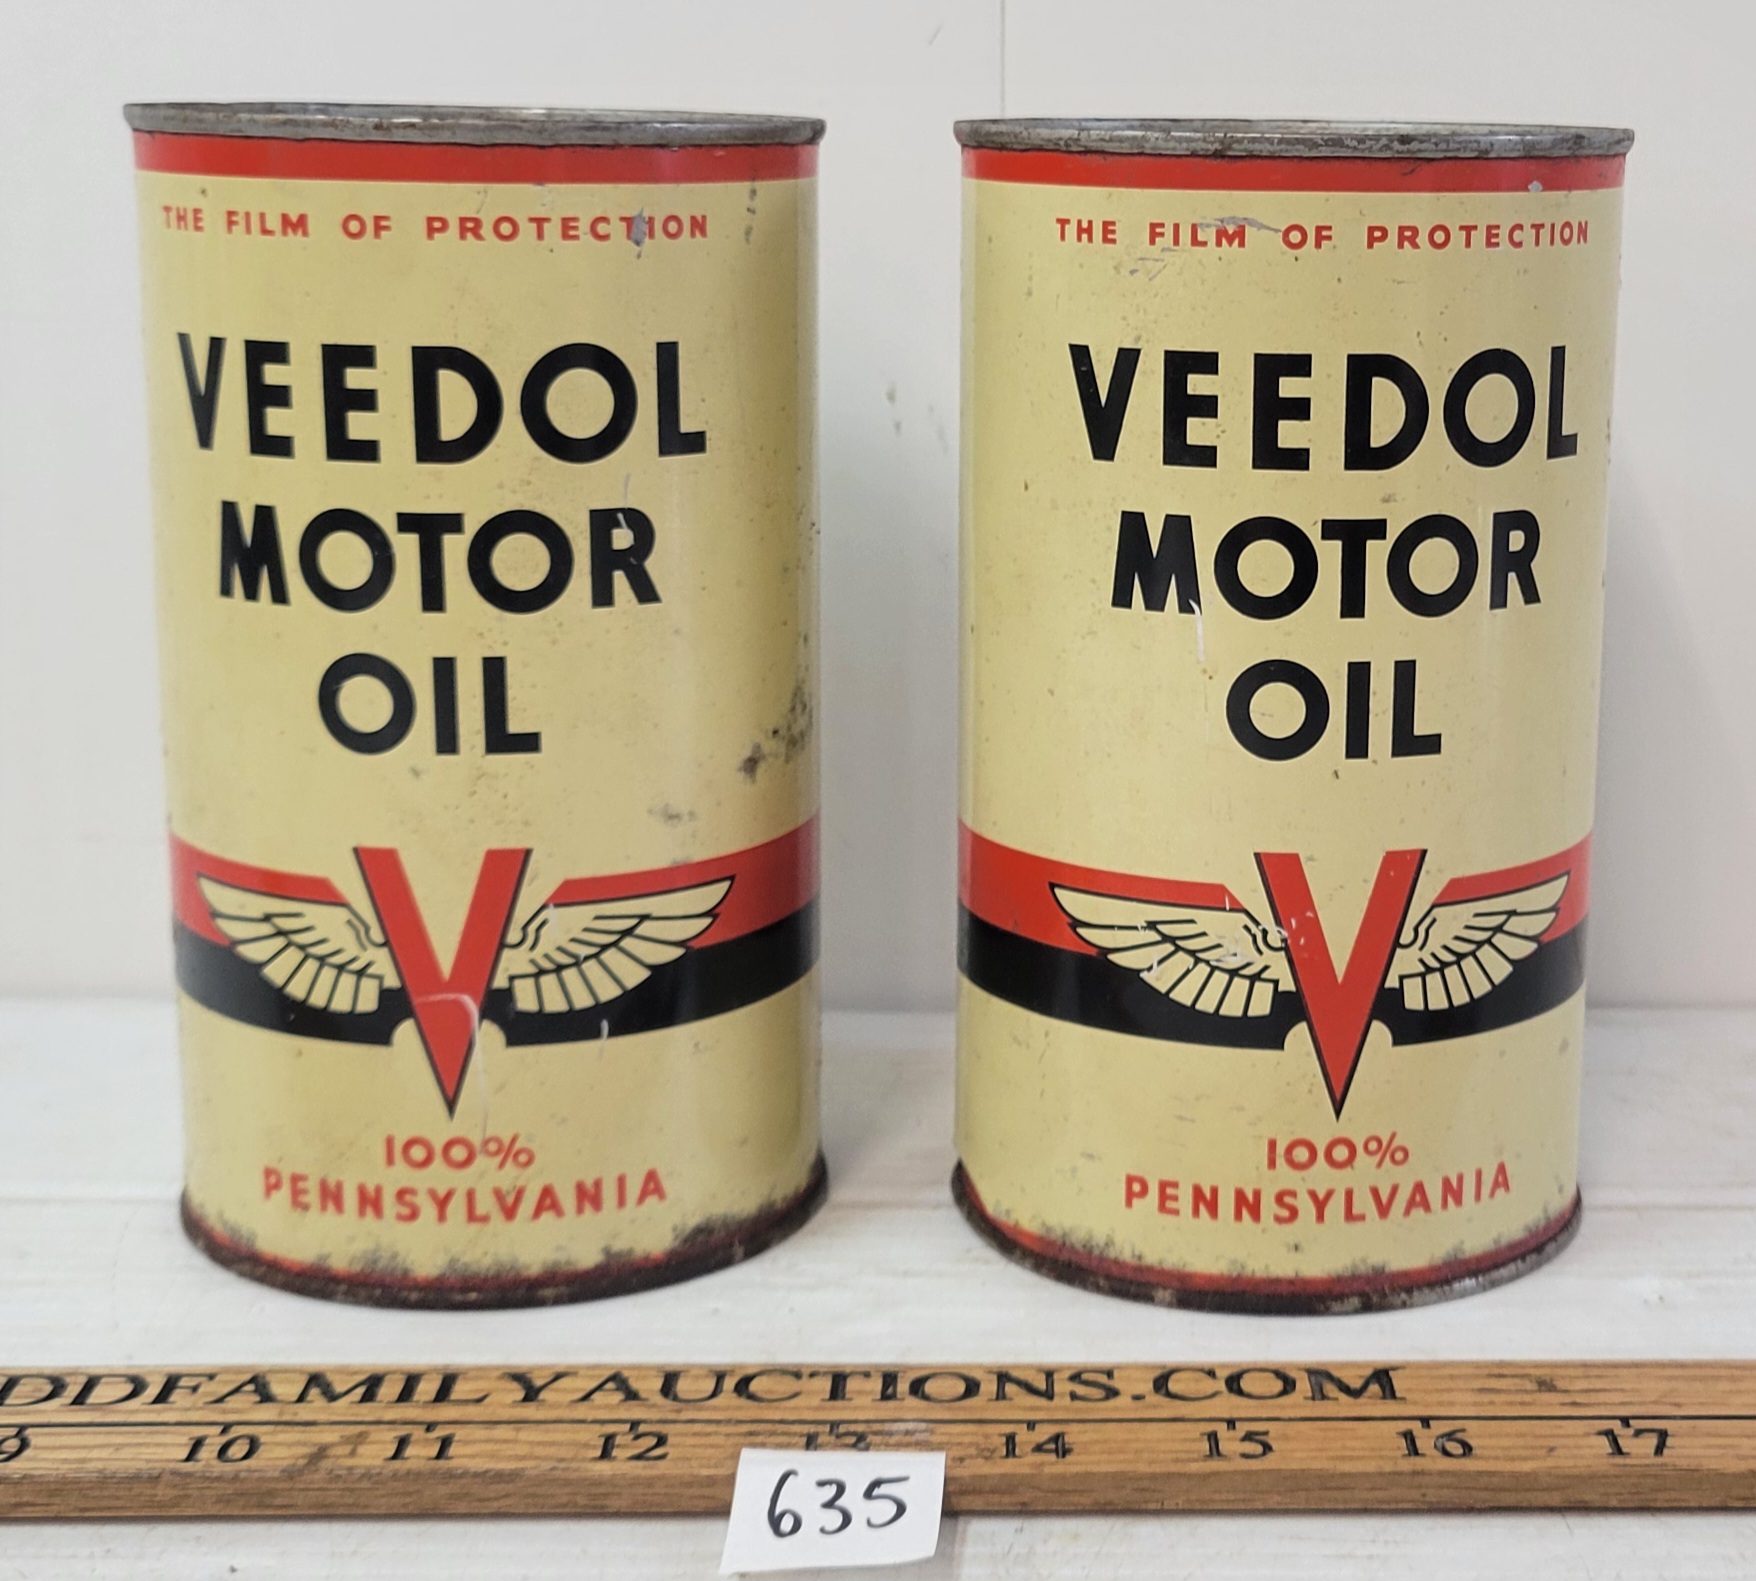 THE FILM OF PROTECTION
VEEDOL
MOTOR
OIL
V
100%
PENNSYLVANIA
THE FILM OF PROTECTION
VEEDOL
MOTOR
OIL
V
100%
PENNSYLVANIA
DDFAMILYAUCTIONS.COM
9 10 11 12 13 14 15 16 17
635